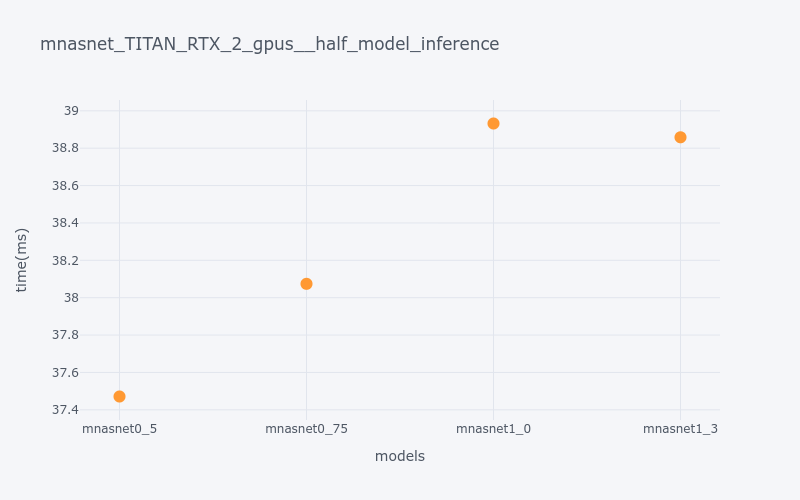 mnasnet_TITAN_RTX_2_gpus__half_model_inference
39
38.8
38.6
38.4
38.2
38
37.8
37.6
37.4
time(ms)
mnasnet0_5 mnasnet0_75 mnasnet1_0 mnasnet1_3
models